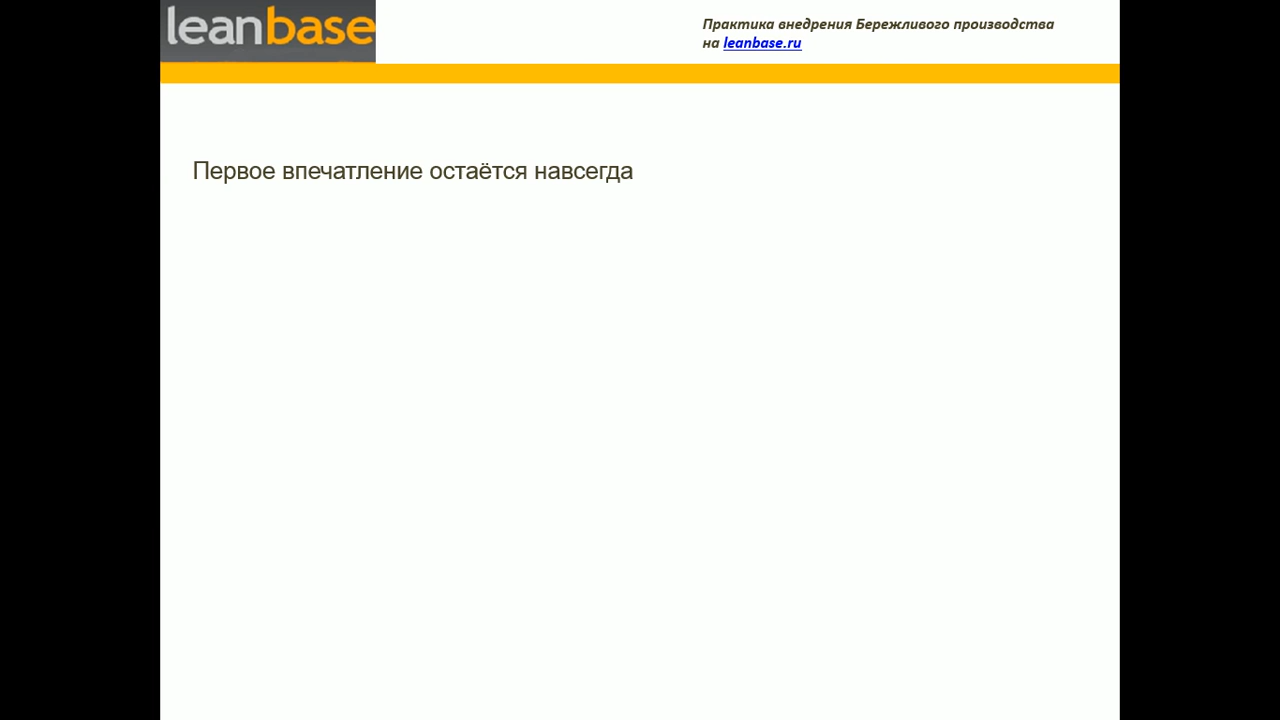 leanbase
Практика внедрения Бережливого производства
на leanbase.ru
Первое впечатление остаётся навсегда